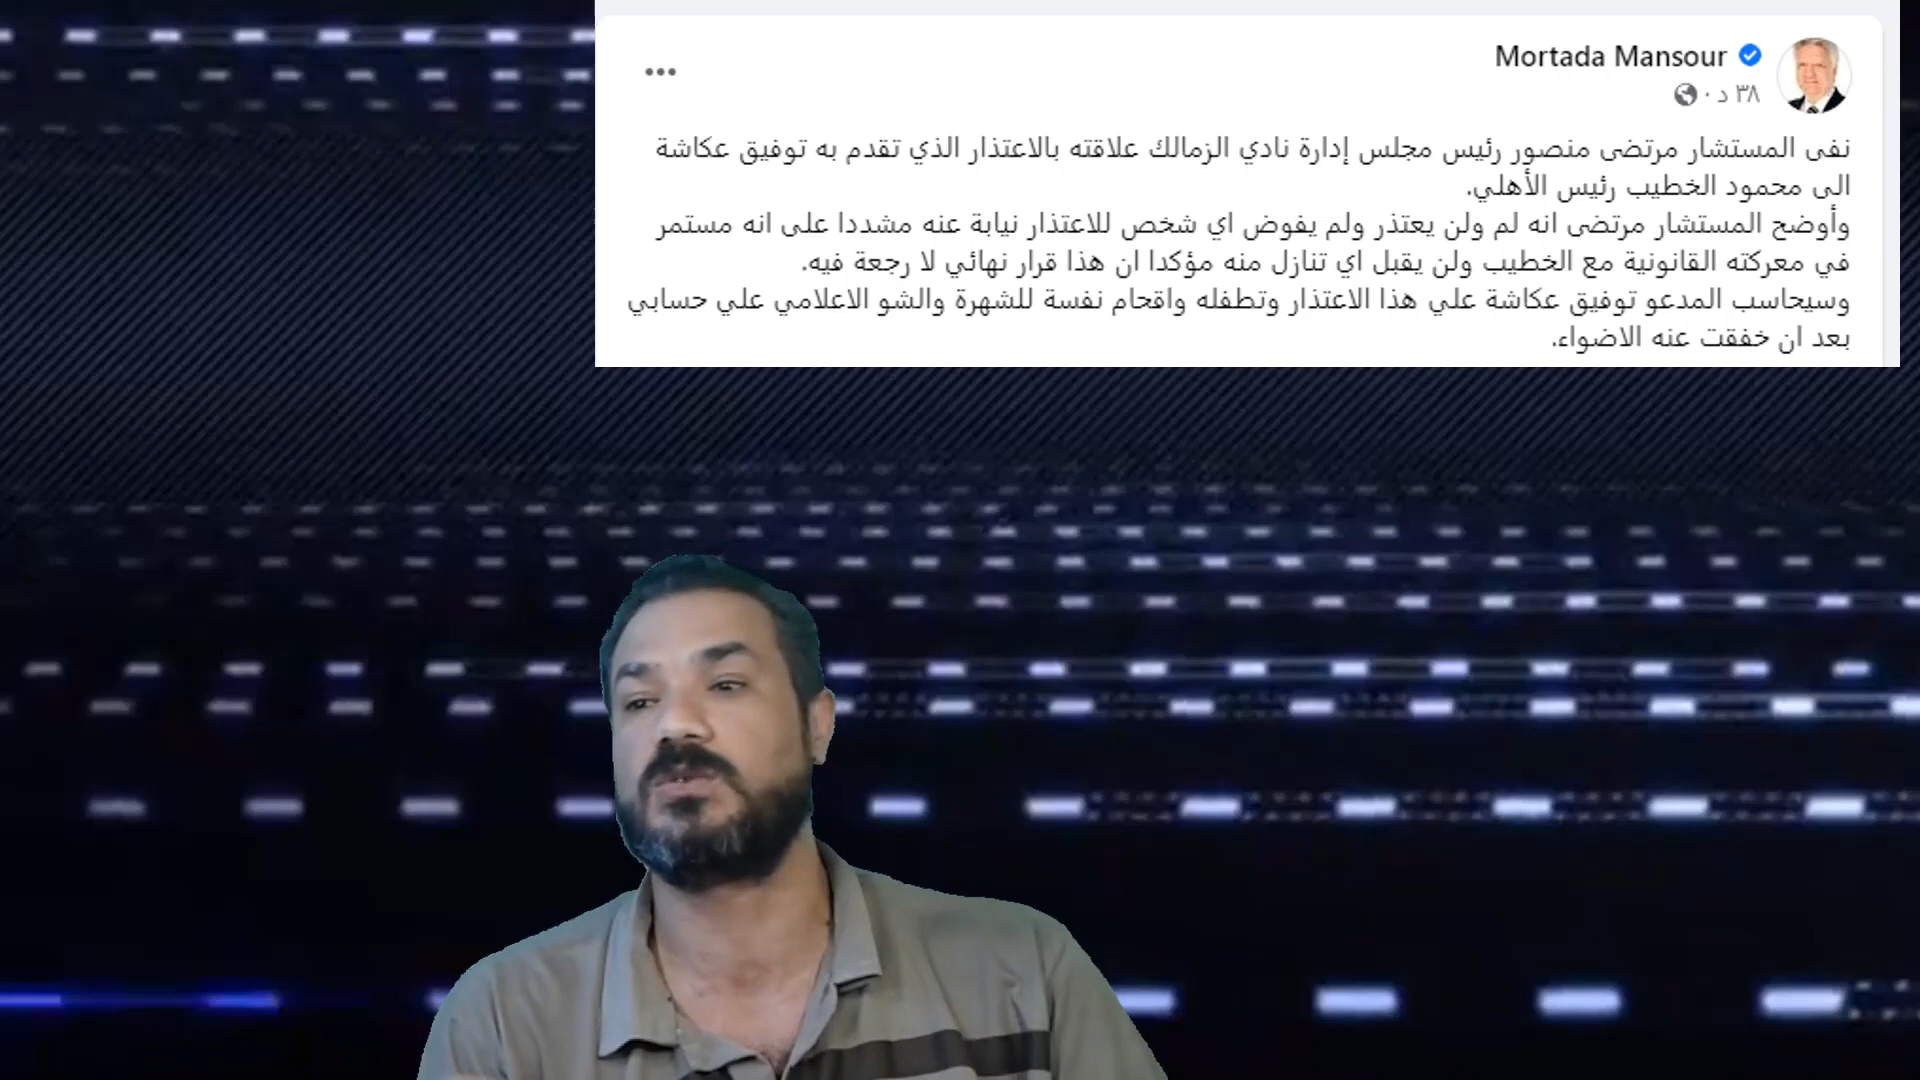 Mortada Mansour
٣٨ د ·
نفى المستشار مرتضى منصور رئيس مجلس إدارة نادي الزمالك علاقته بالاعتذار الذي تقدم به توفيق عكاشة
الى محمود الخطيب رئيس الأهلي.
وأوضح المستشار مرتضى انه لم ولن يعتذر ولم يفوض اي شخص للاعتذار نيابة عنه مشددا على انه مستمر
في معركته القانونية مع الخطيب ولن يقبل اي تنازل منه مؤكدا ان هذا قرار نهائي لا رجعة فيه.
وسيحاسب المدعو توفيق عكاشة علي هذا الاعتذار وتطفله واقحام نفسة للشهرة والشو الاعلامي علي حسابي
بعد ان خفقت عنه الاضواء.